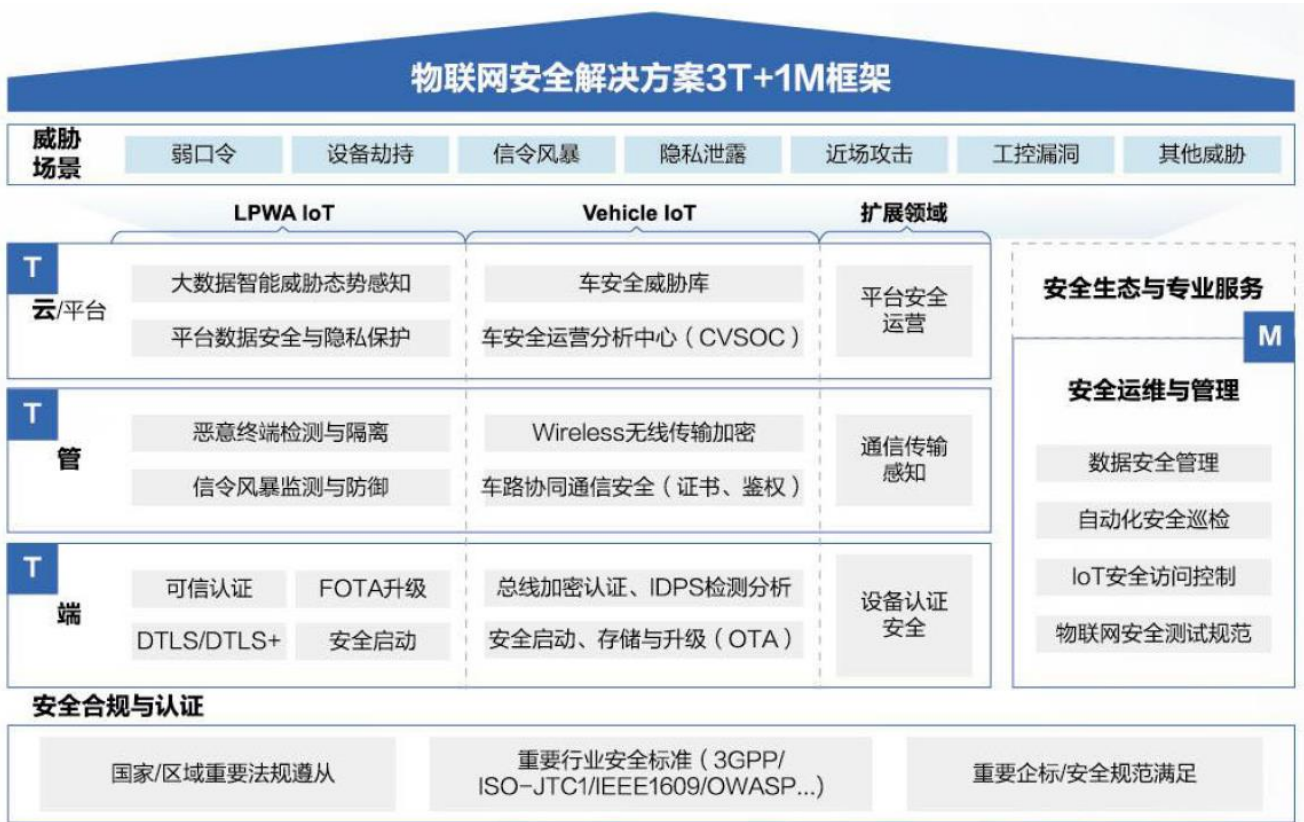 物联网安全解决方案3T+1M框架
威胁
场景
弱口令
设备劫持
信令风暴
隐私泄露
近场攻击
工控漏洞
其他威胁
LPWA IoT
Vehicle IoT
扩展领域
T
云/平台
大数据智能威胁态势感知
平台数据安全与隐私保护
车安全威胁库
车安全运营分析中心（CVSOC）
平台安全
运营
T
管
恶意终端检测与隔离
信令风暴监测与防御
Wireless无线传输加密
车路协同通信安全（证书、鉴权）
通信传输
感知
T
端
可信认证
FOTA升级
DTLS/DTLS+
安全启动
总线加密认证、IDPS检测分析
安全启动、存储与升级（OTA）
设备认证
安全
安全生态与专业服务
M
安全运维与管理
数据安全管理
自动化安全巡检
IoT安全访问控制
物联网安全测试规范
安全合规与认证
国家/区域重要法规遵从
重要行业安全标准（3GPP/
ISO-JTC1/IEEE1609/OWASP...)
重要企标/安全规范满足